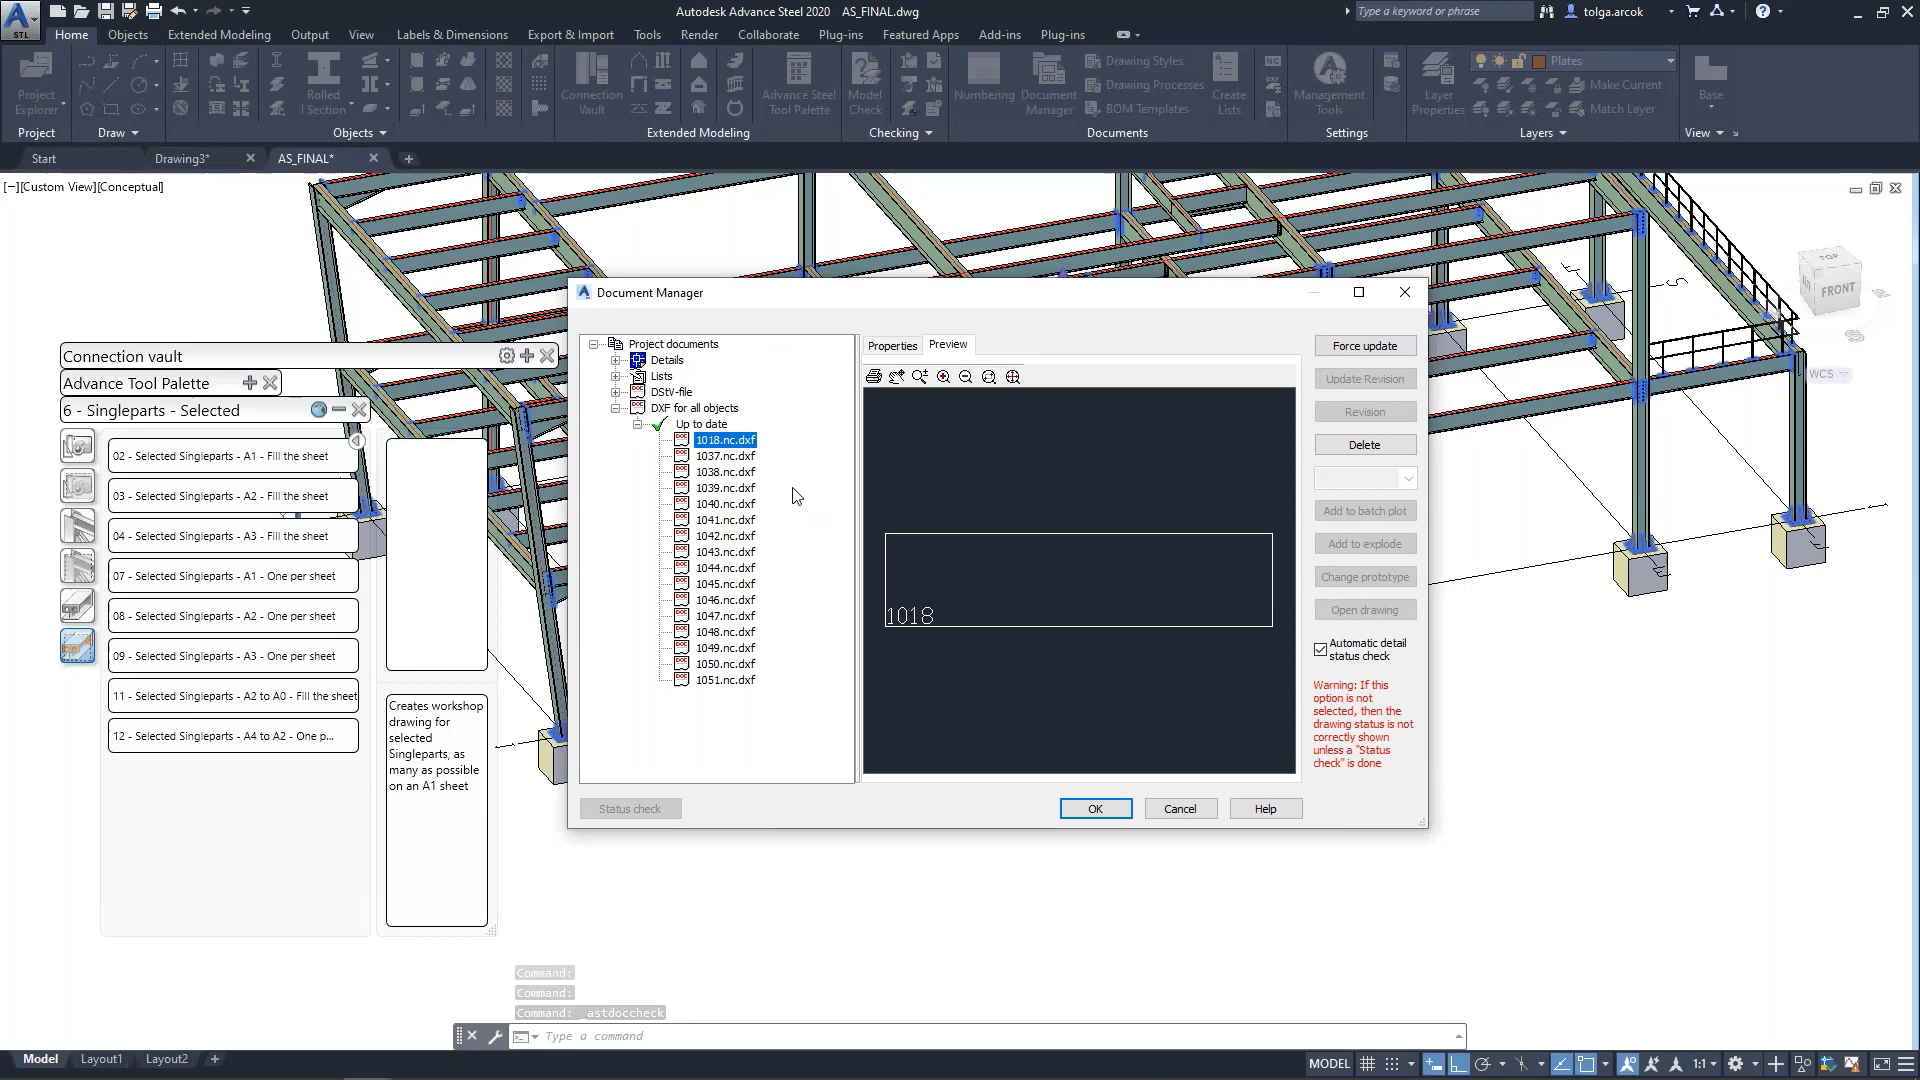 Autodesk Advance Steel 2020 AS_FINAL.dwg
Type a keyword or phrase
tolga.arcok
STL
Home Objects Extended Modeling Output View Labels & Dimensions Export & Import Tools Render Collaborate Plug-ins Featured Apps Add-ins Plug-ins
Project Explorer
Rolled I Section
Connection Vault
Advance Steel Tool Palette
Model Check
Numbering
Document Manager
Drawing Styles
Drawing Processes
BOM Templates
Create Lists
NC
DXF
Management Tools
Layer Properties
Plates
Make Current
Match Layer
Base
Project Draw Objects Extended Modeling Checking Documents Settings Layers View
Start Drawing3* AS_FINAL*
[−][Custom View][Conceptual]
TOP
FRONT
S
WCS
Connection vault
Advance Tool Palette
6 - Singleparts - Selected
02 - Selected Singleparts - A1 - Fill the sheet
03 - Selected Singleparts - A2 - Fill the sheet
04 - Selected Singleparts - A3 - Fill the sheet
07 - Selected Singleparts - A1 - One per sheet
08 - Selected Singleparts - A2 - One per sheet
09 - Selected Singleparts - A3 - One per sheet
11 - Selected Singleparts - A2 to A0 - Fill the sheet
12 - Selected Singleparts - A4 to A2 - One p...
Creates workshop
drawing for
selected
Singleparts, as
many as possible
on an A1 sheet
Document Manager
Project documents
Details
Lists
DStV-file
DXF for all objects
Up to date
1018.nc.dxf
1037.nc.dxf
1038.nc.dxf
1039.nc.dxf
1040.nc.dxf
1041.nc.dxf
1042.nc.dxf
1043.nc.dxf
1044.nc.dxf
1045.nc.dxf
1046.nc.dxf
1047.nc.dxf
1048.nc.dxf
1049.nc.dxf
1050.nc.dxf
1051.nc.dxf
Properties Preview
1018
Force update
Update Revision
Revision
Delete
Add to batch plot
Add to explode
Change prototype
Open drawing
Automatic detail
status check
Warning: If this
option is not
selected, then the
drawing status is not
correctly shown
unless a "Status
check" is done
Status check
OK Cancel Help
Command:
Command:
Command: _astdoccheck
Type a command
Model Layout1 Layout2
MODEL 1:1